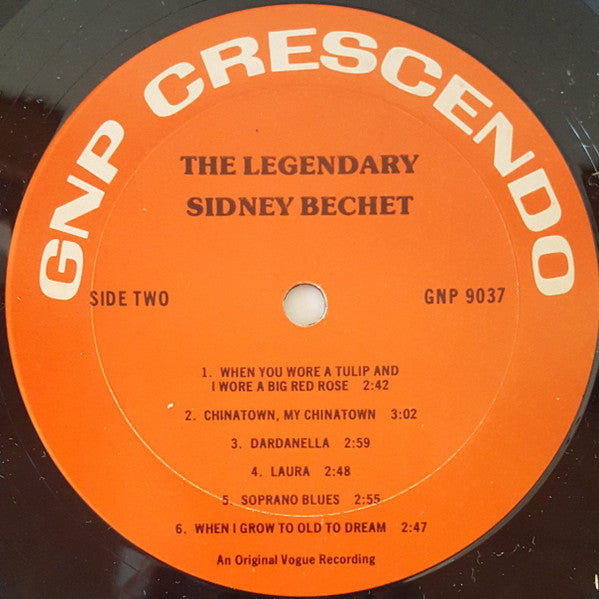 GNP CRESCENDO
THE LEGENDARY
SIDNEY BECHET
SIDE TWO
GNP 9037
1. WHEN YOU WORE A TULIP AND
I WORE A BIG RED ROSE 2:42
2. CHINATOWN, MY CHINATOWN 3:02
3. DARDANELLA 2:59
4. LAURA 2:48
5. SOPRANO BLUES 2:55
6. WHEN I GROW TO OLD TO DREAM 2:47
An Original Vogue Recording